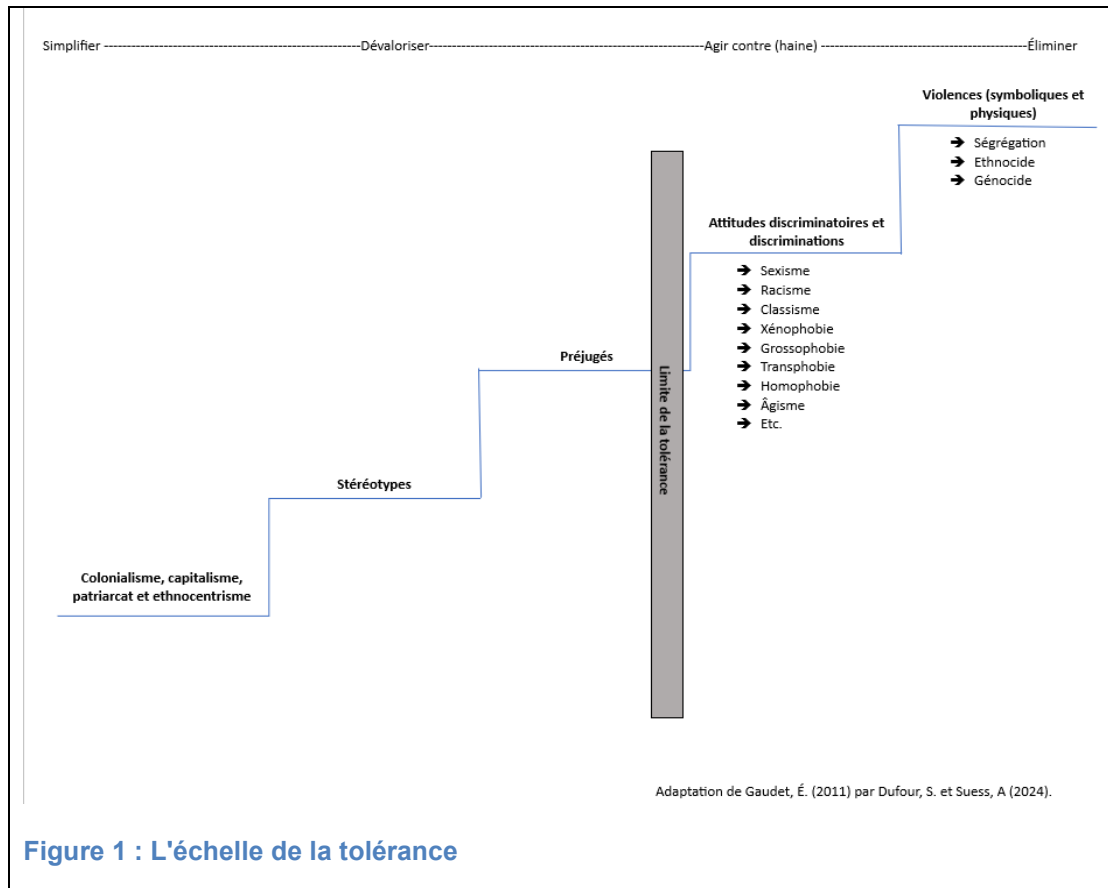 Simplifier ---Dévaloriser---Agir contre (haine) ---Éliminer
Violences (symboliques et
physiques)
➔ Ségrégation
➔ Ethnocide
➔ Génocide
Attitudes discriminatoires et
discriminations
➔ Sexisme
➔ Racisme
➔ Classisme
➔ Xénophobie
➔ Grossophobie
➔ Transphobie
➔ Homophobie
➔ Âgisme
➔ Etc.
Préjugés
Limite de la tolérance
Stéréotypes
Colonialisme, capitalisme,
patriarcat et ethnocentrisme
Adaptation de Gaudet, É. (2011) par Dufour, S. et Suess, A (2024).
Figure 1 : L'échelle de la tolérance